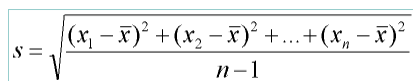 s = √((x₁ − x̄)² + (x₂ − x̄)² + ... + (xₙ − x̄)² / n − 1)